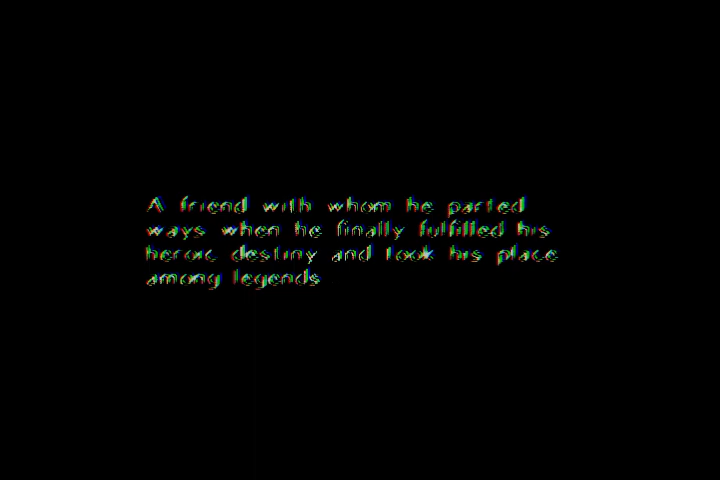 A friend with whom he parted
ways when he finally fulfilled his
heroic destiny and took his place
among legends